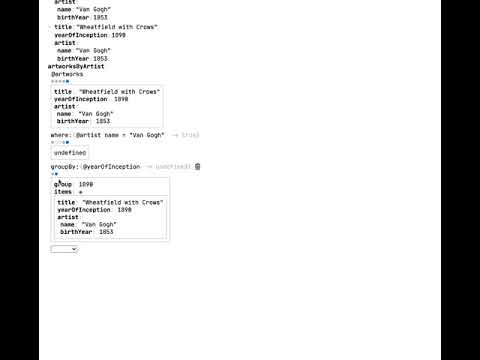 artist:
name "Van Gogh"
birthYear 1853
- title "Wheatfield with Crows"
yearOfInception 1890
artist:
name "Van Gogh"
birthYear 1853
artworksByArtist
@artworks
title "Wheatfield with Crows"
yearOfInception 1890
artist
name "Van Gogh"
birthYear 1853
where:(@artist name = "Van Gogh" → true)
undefined
groupBy:(@yearOfInception → undefined)
group 1890
items
title "Wheatfield with Crows"
yearOfInception 1890
artist
name "Van Gogh"
birthYear 1853